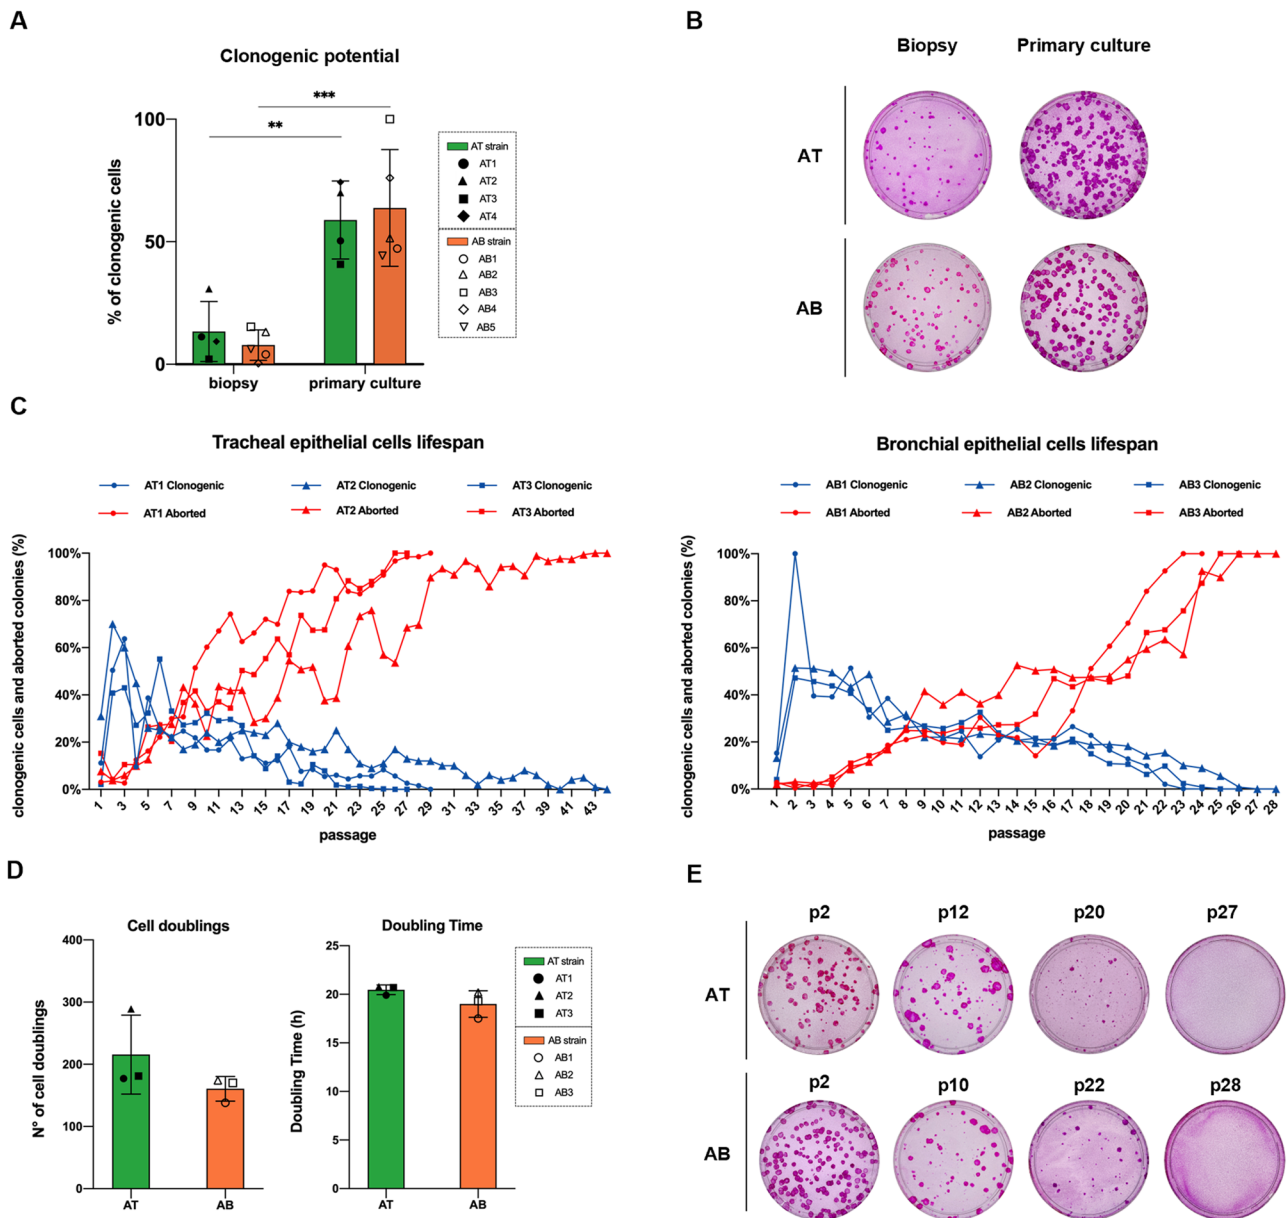 A
Clonogenic potential
% of clonogenic cells
100
50
0
***
**
biopsy
primary culture
AT strain
AT1
AT2
AT3
AT4
AB strain
AB1
AB2
AB3
AB4
AB5
B
Biopsy
Primary culture
AT
AB
C
Tracheal epithelial cells lifespan
AT1 Clonogenic
AT2 Clonogenic
AT3 Clonogenic
AT1 Aborted
AT2 Aborted
AT3 Aborted
clonogenic cells and aborted colonies (%)
100%
80%
60%
40%
20%
0%
1 3 5 7 9 11 13 15 17 19 21 23 25 27 29 31 33 35 37 39 41 43
passage
Bronchial epithelial cells lifespan
AB1 Clonogenic
AB2 Clonogenic
AB3 Clonogenic
AB1 Aborted
AB2 Aborted
AB3 Aborted
clonogenic cells and aborted colonies (%)
100%
80%
60%
40%
20%
0%
1 2 3 4 5 6 7 8 9 10 11 12 13 14 15 16 17 18 19 20 21 22 23 24 25 26 27 28
passage
D
Cell doublings
N° of cell doublings
400
300
200
100
0
AT
AB
Doubling Time
Doubling Time (h)
25
20
15
10
5
0
AT
AB
AT strain
AT1
AT2
AT3
AB strain
AB1
AB2
AB3
E
p2
p12
p20
p27
AT
p2
p10
p22
p28
AB